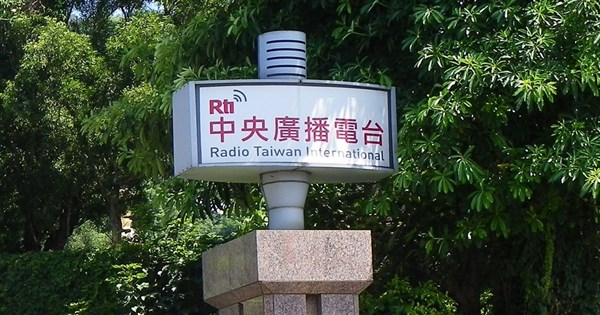 Rti
中央廣播電台
Radio Taiwan International